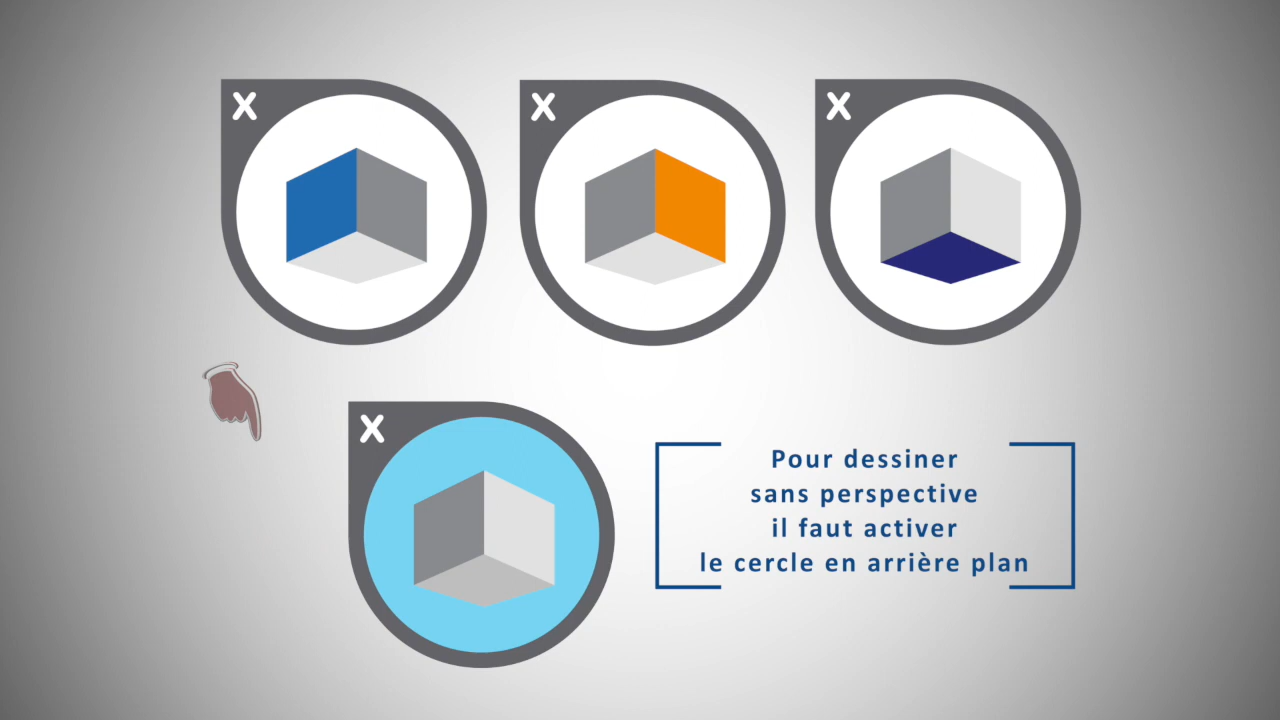 X
X
X
X
Pour dessiner
sans perspective
il faut activer
le cercle en arrière plan